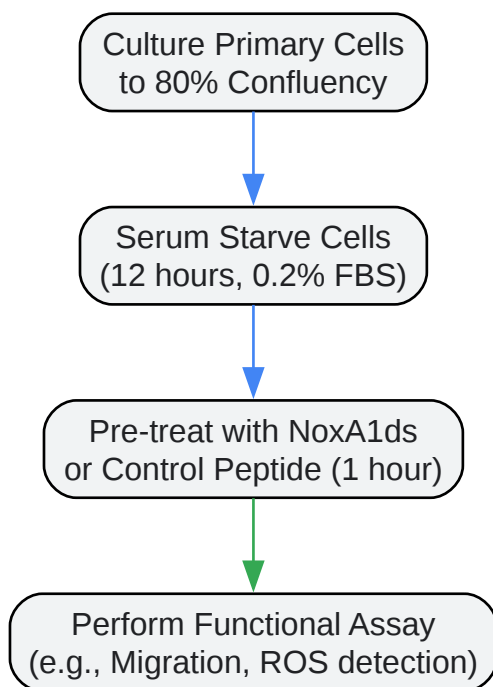 Culture Primary Cells
to 80% Confluency
Serum Starve Cells
(12 hours, 0.2% FBS)
Pre-treat with NoxA1ds
or Control Peptide (1 hour)
Perform Functional Assay
(e.g., Migration, ROS detection)